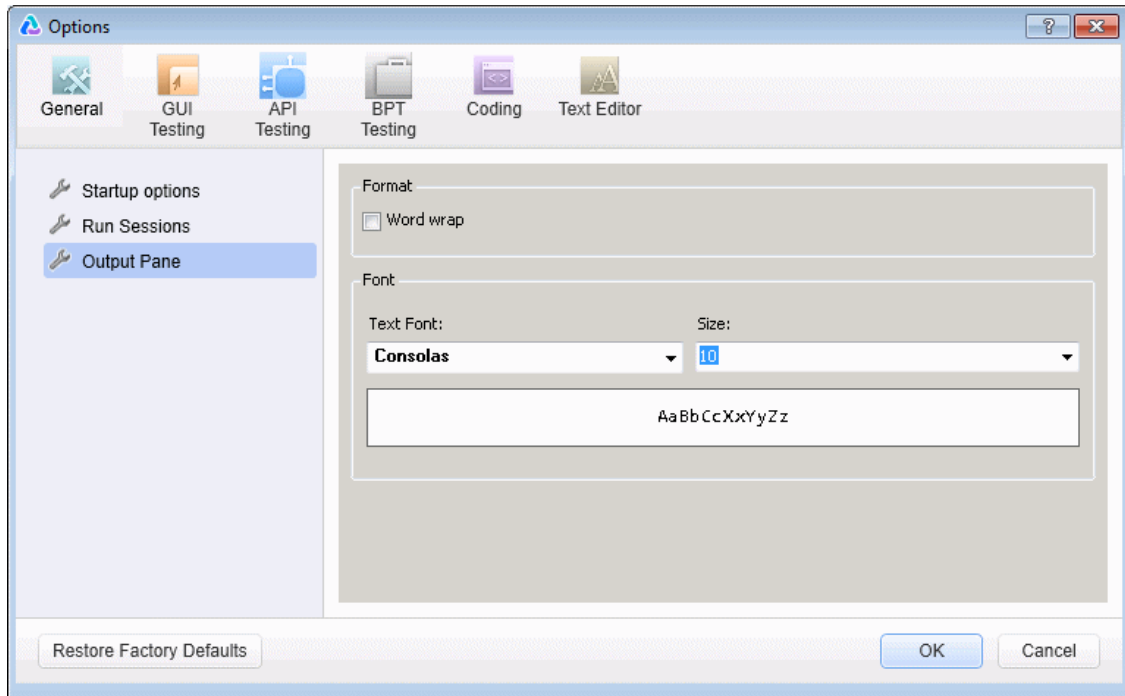 Options
General
GUI
Testing
API
Testing
BPT
Testing
Coding
Text Editor
Startup options
Run Sessions
Output Pane
Format
Word wrap
Font
Text Font:
Size:
Consolas
10
AaBbCcXxYyZz
Restore Factory Defaults
OK
Cancel